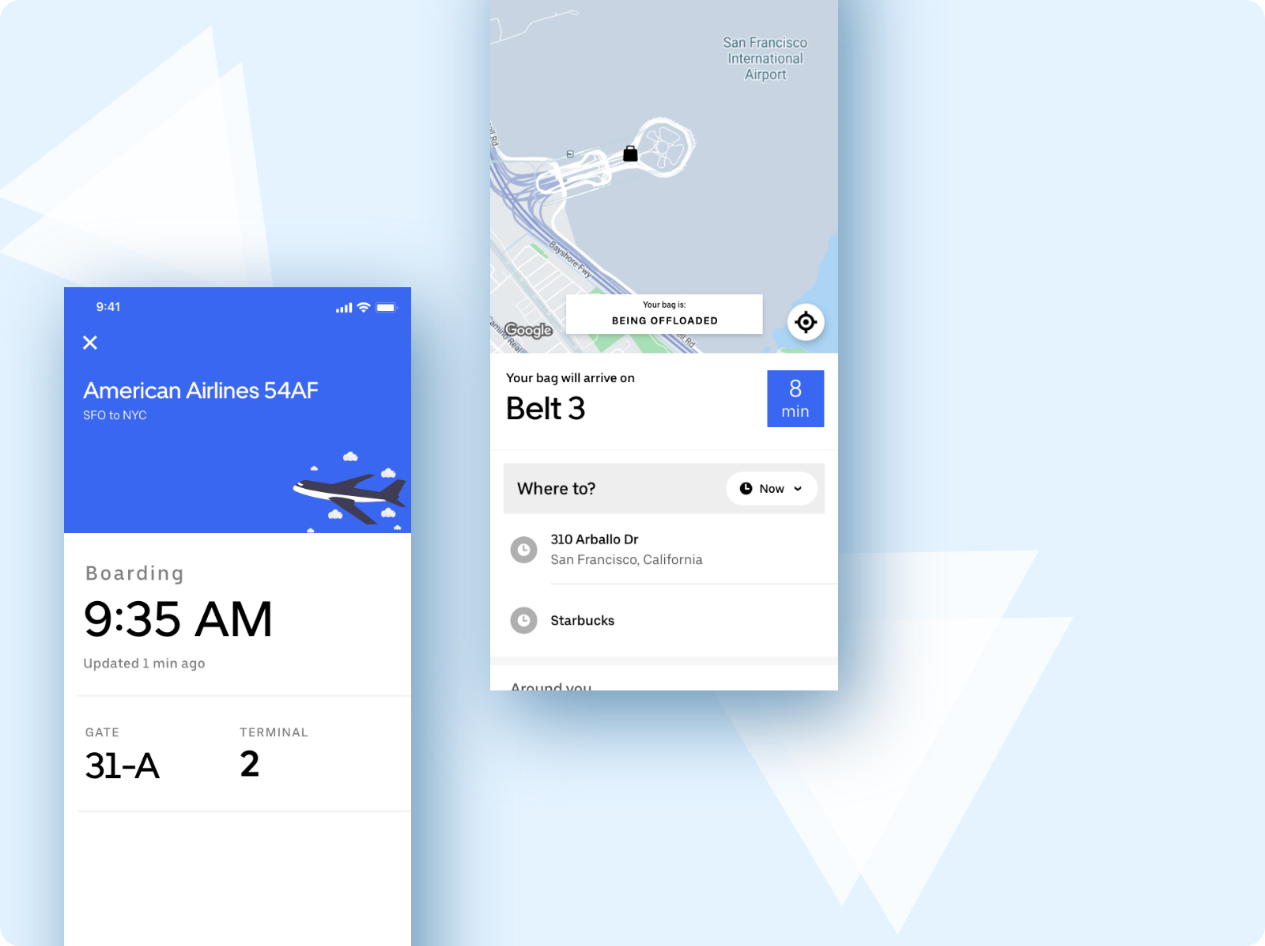 9:41
American Airlines 54AF
SFO to NYC
Boarding
9:35 AM
Updated 1 min ago
GATE
31-A
TERMINAL
2
San Francisco
International
Airport
Bayshore Fwy
Google
Your bag is:
BEING OFFLOADED
Your bag will arrive on
Belt 3
8
min
Where to?
Now
310 Arballo Dr
San Francisco, California
Starbucks
Around you